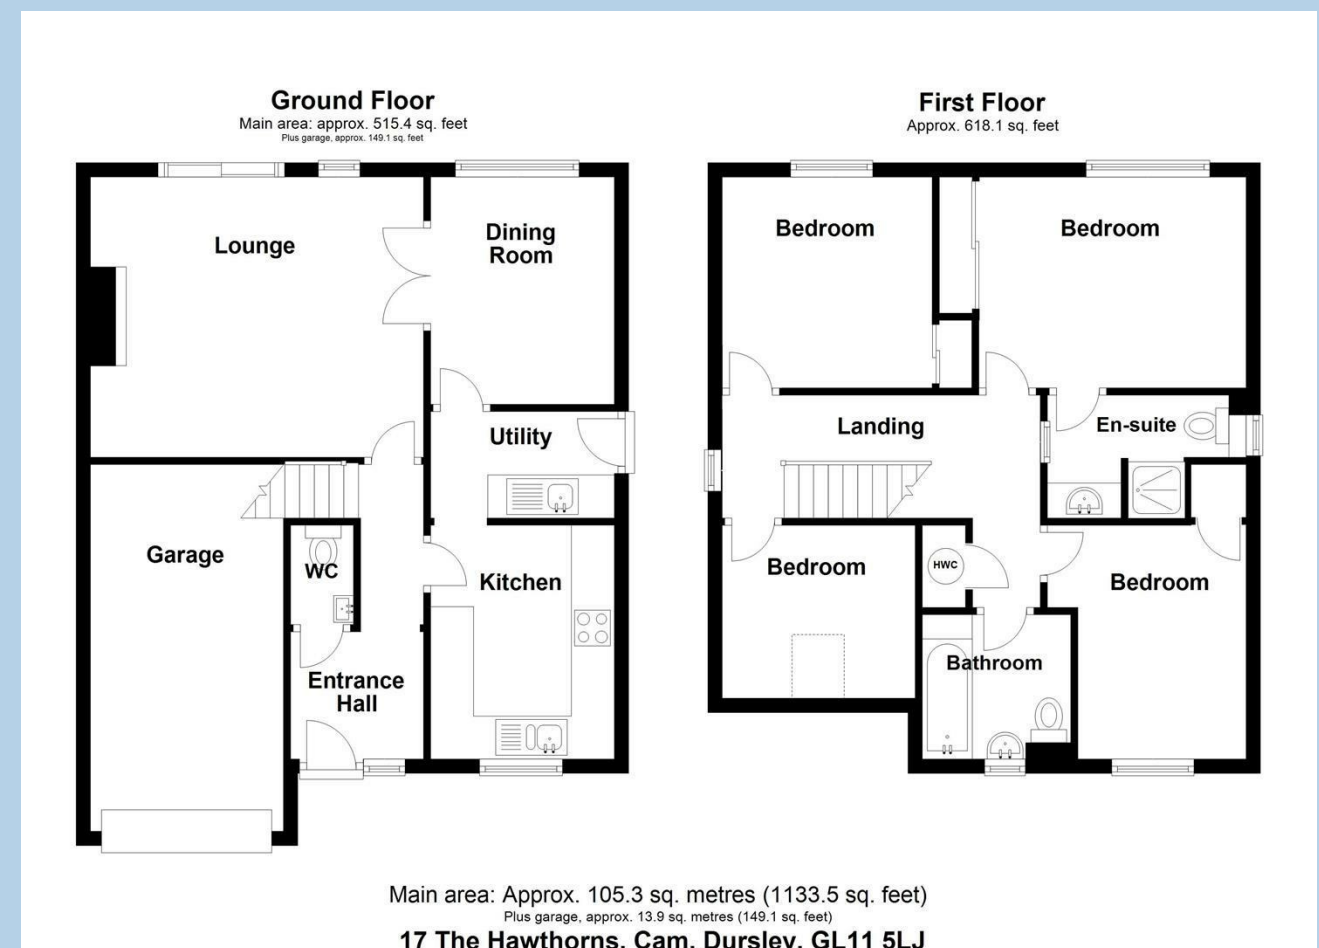 Ground Floor
Main area: approx. 515.4 sq. feet
Plus garage, approx. 149.1 sq. feet
Lounge
Dining
Room
Utility
Garage
WC
Kitchen
Entrance
Hall
First Floor
Approx. 618.1 sq. feet
Bedroom
Bedroom
Landing
En-suite
Bedroom
HWC
Bedroom
Bathroom
Main area: Approx. 105.3 sq. metres (1133.5 sq. feet)
Plus garage, approx. 13.9 sq. metres (149.1 sq. feet)
17 The Hawthorns, Cam, Dursley, GL11 5LJ